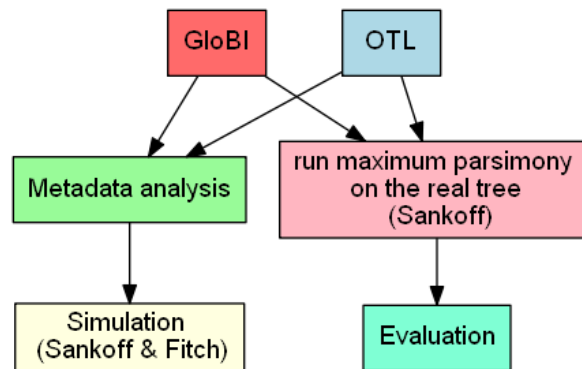 GloBI
OTL
Metadata analysis
run maximum parsimony
on the real tree
(Sankoff)
Simulation
(Sankoff & Fitch)
Evaluation